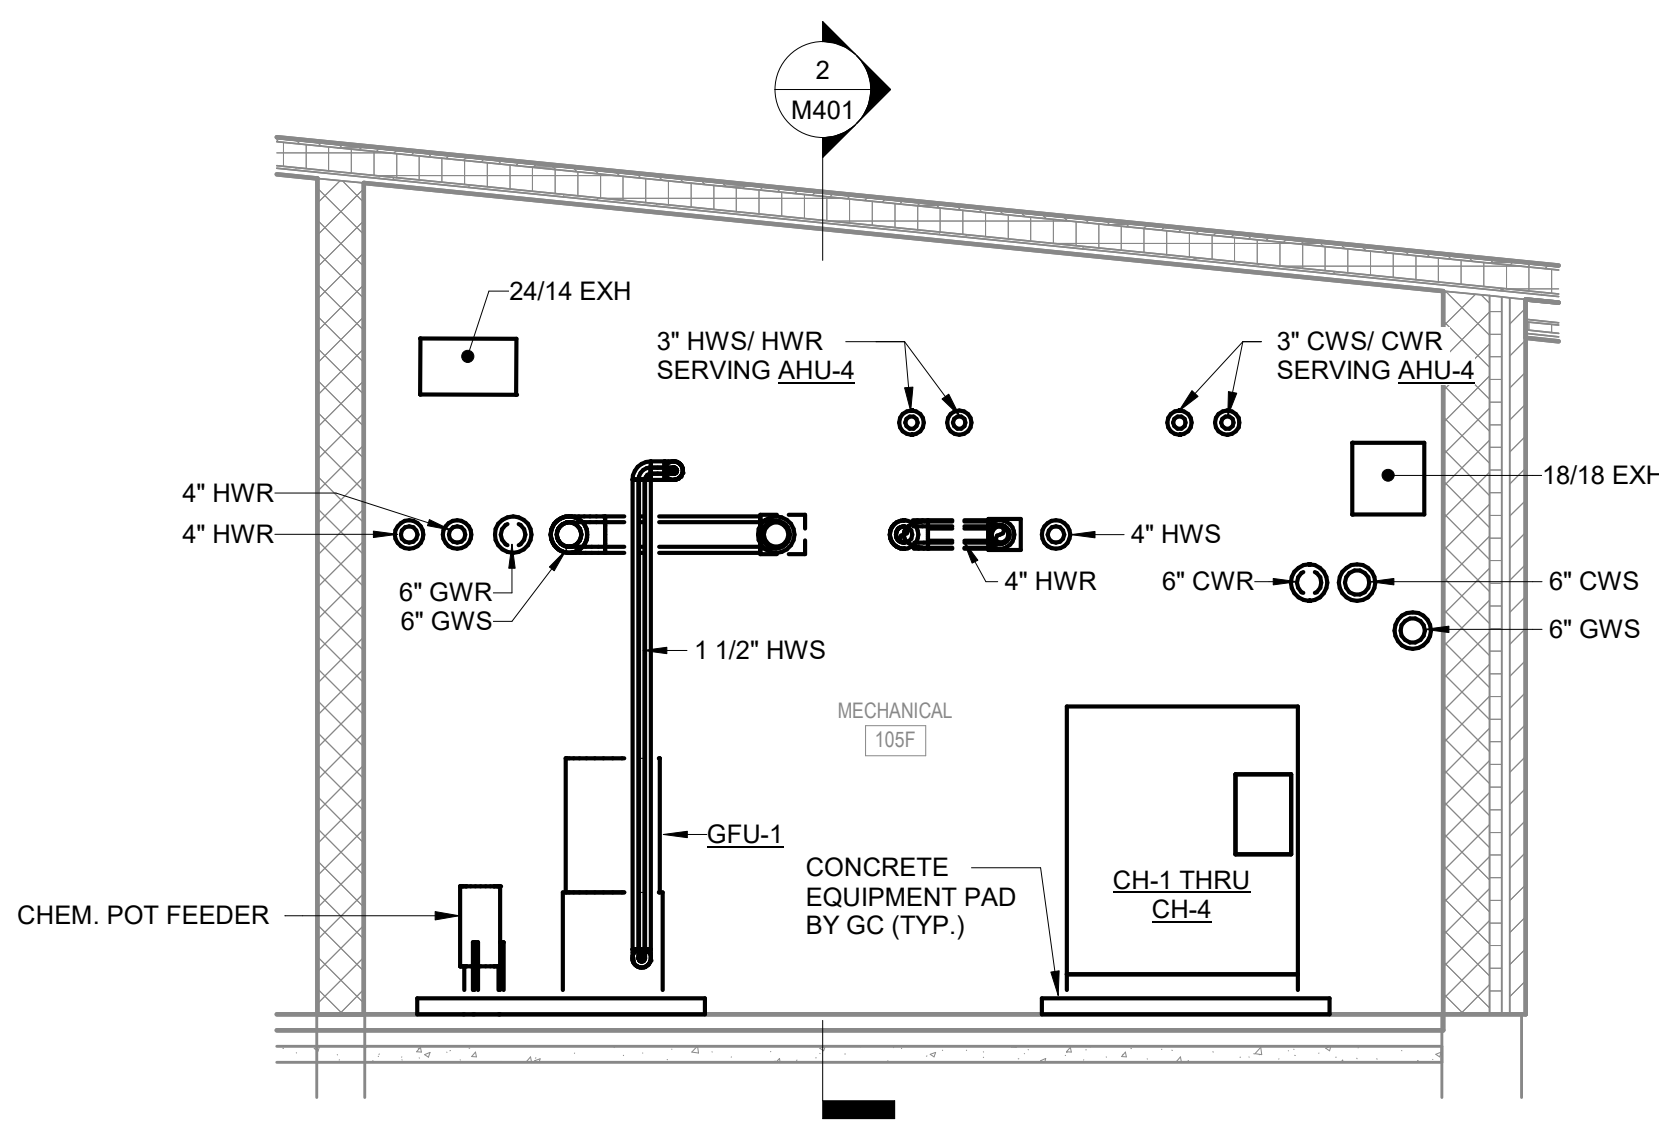 2
M401
24/14 EXH
3" HWS/ HWR
SERVING AHU-4
3" CWS/ CWR
SERVING AHU-4
18/18 EXH
4" HWR
4" HWR
4" HWS
4" HWR
6" GWR
6" GWS
6" CWR
6" CWS
6" GWS
1 1/2" HWS
MECHANICAL
105F
GFU-1
CONCRETE
EQUIPMENT PAD
BY GC (TYP.)
CH-1 THRU
CH-4
CHEM. POT FEEDER